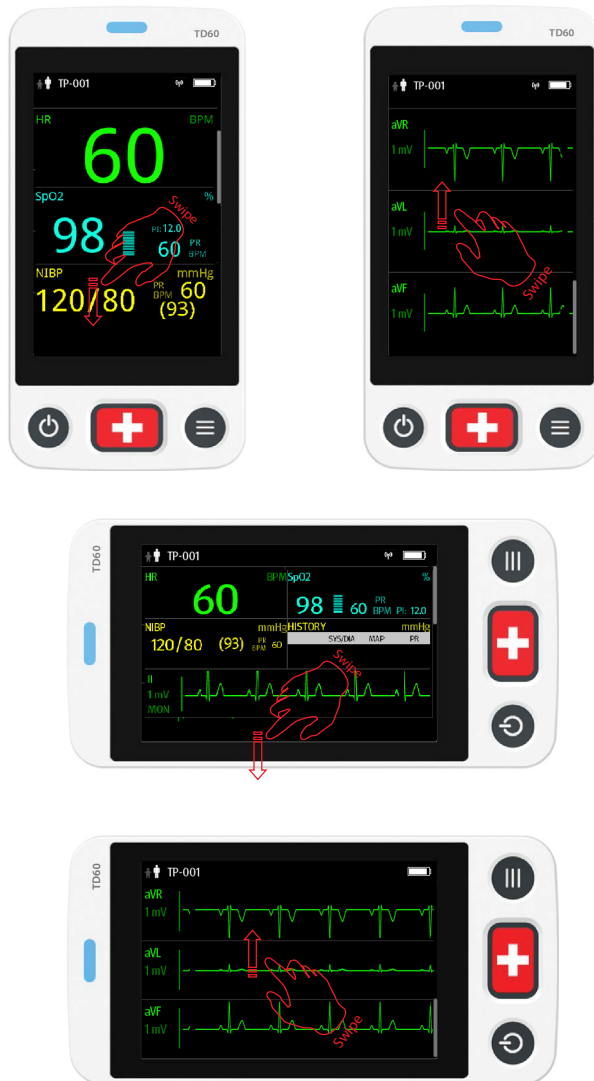 TD60
TP-001
HR BPM
60
SpO2 %
Swipe
98 PI:12.0
60 PR BPM
NIBP mmHg
120/80 PR BPM 60
(93)
TD60
TP-001
aVR
1 mV
aVL
1 mV
Swipe
aVF
1 mV
TD60
TP-001
HR BPM SpO2 %
60 98 60 PR BPM PI: 12.0
NIBP mmHg HISTORY mmHg
120/80 (93) PR BPM 60 SYS/DIA MAP PR
Swipe
II
1 mV
MON
TD60
TP-001
aVR
1 mV
aVL
1 mV
aVF
1 mV
Swipe